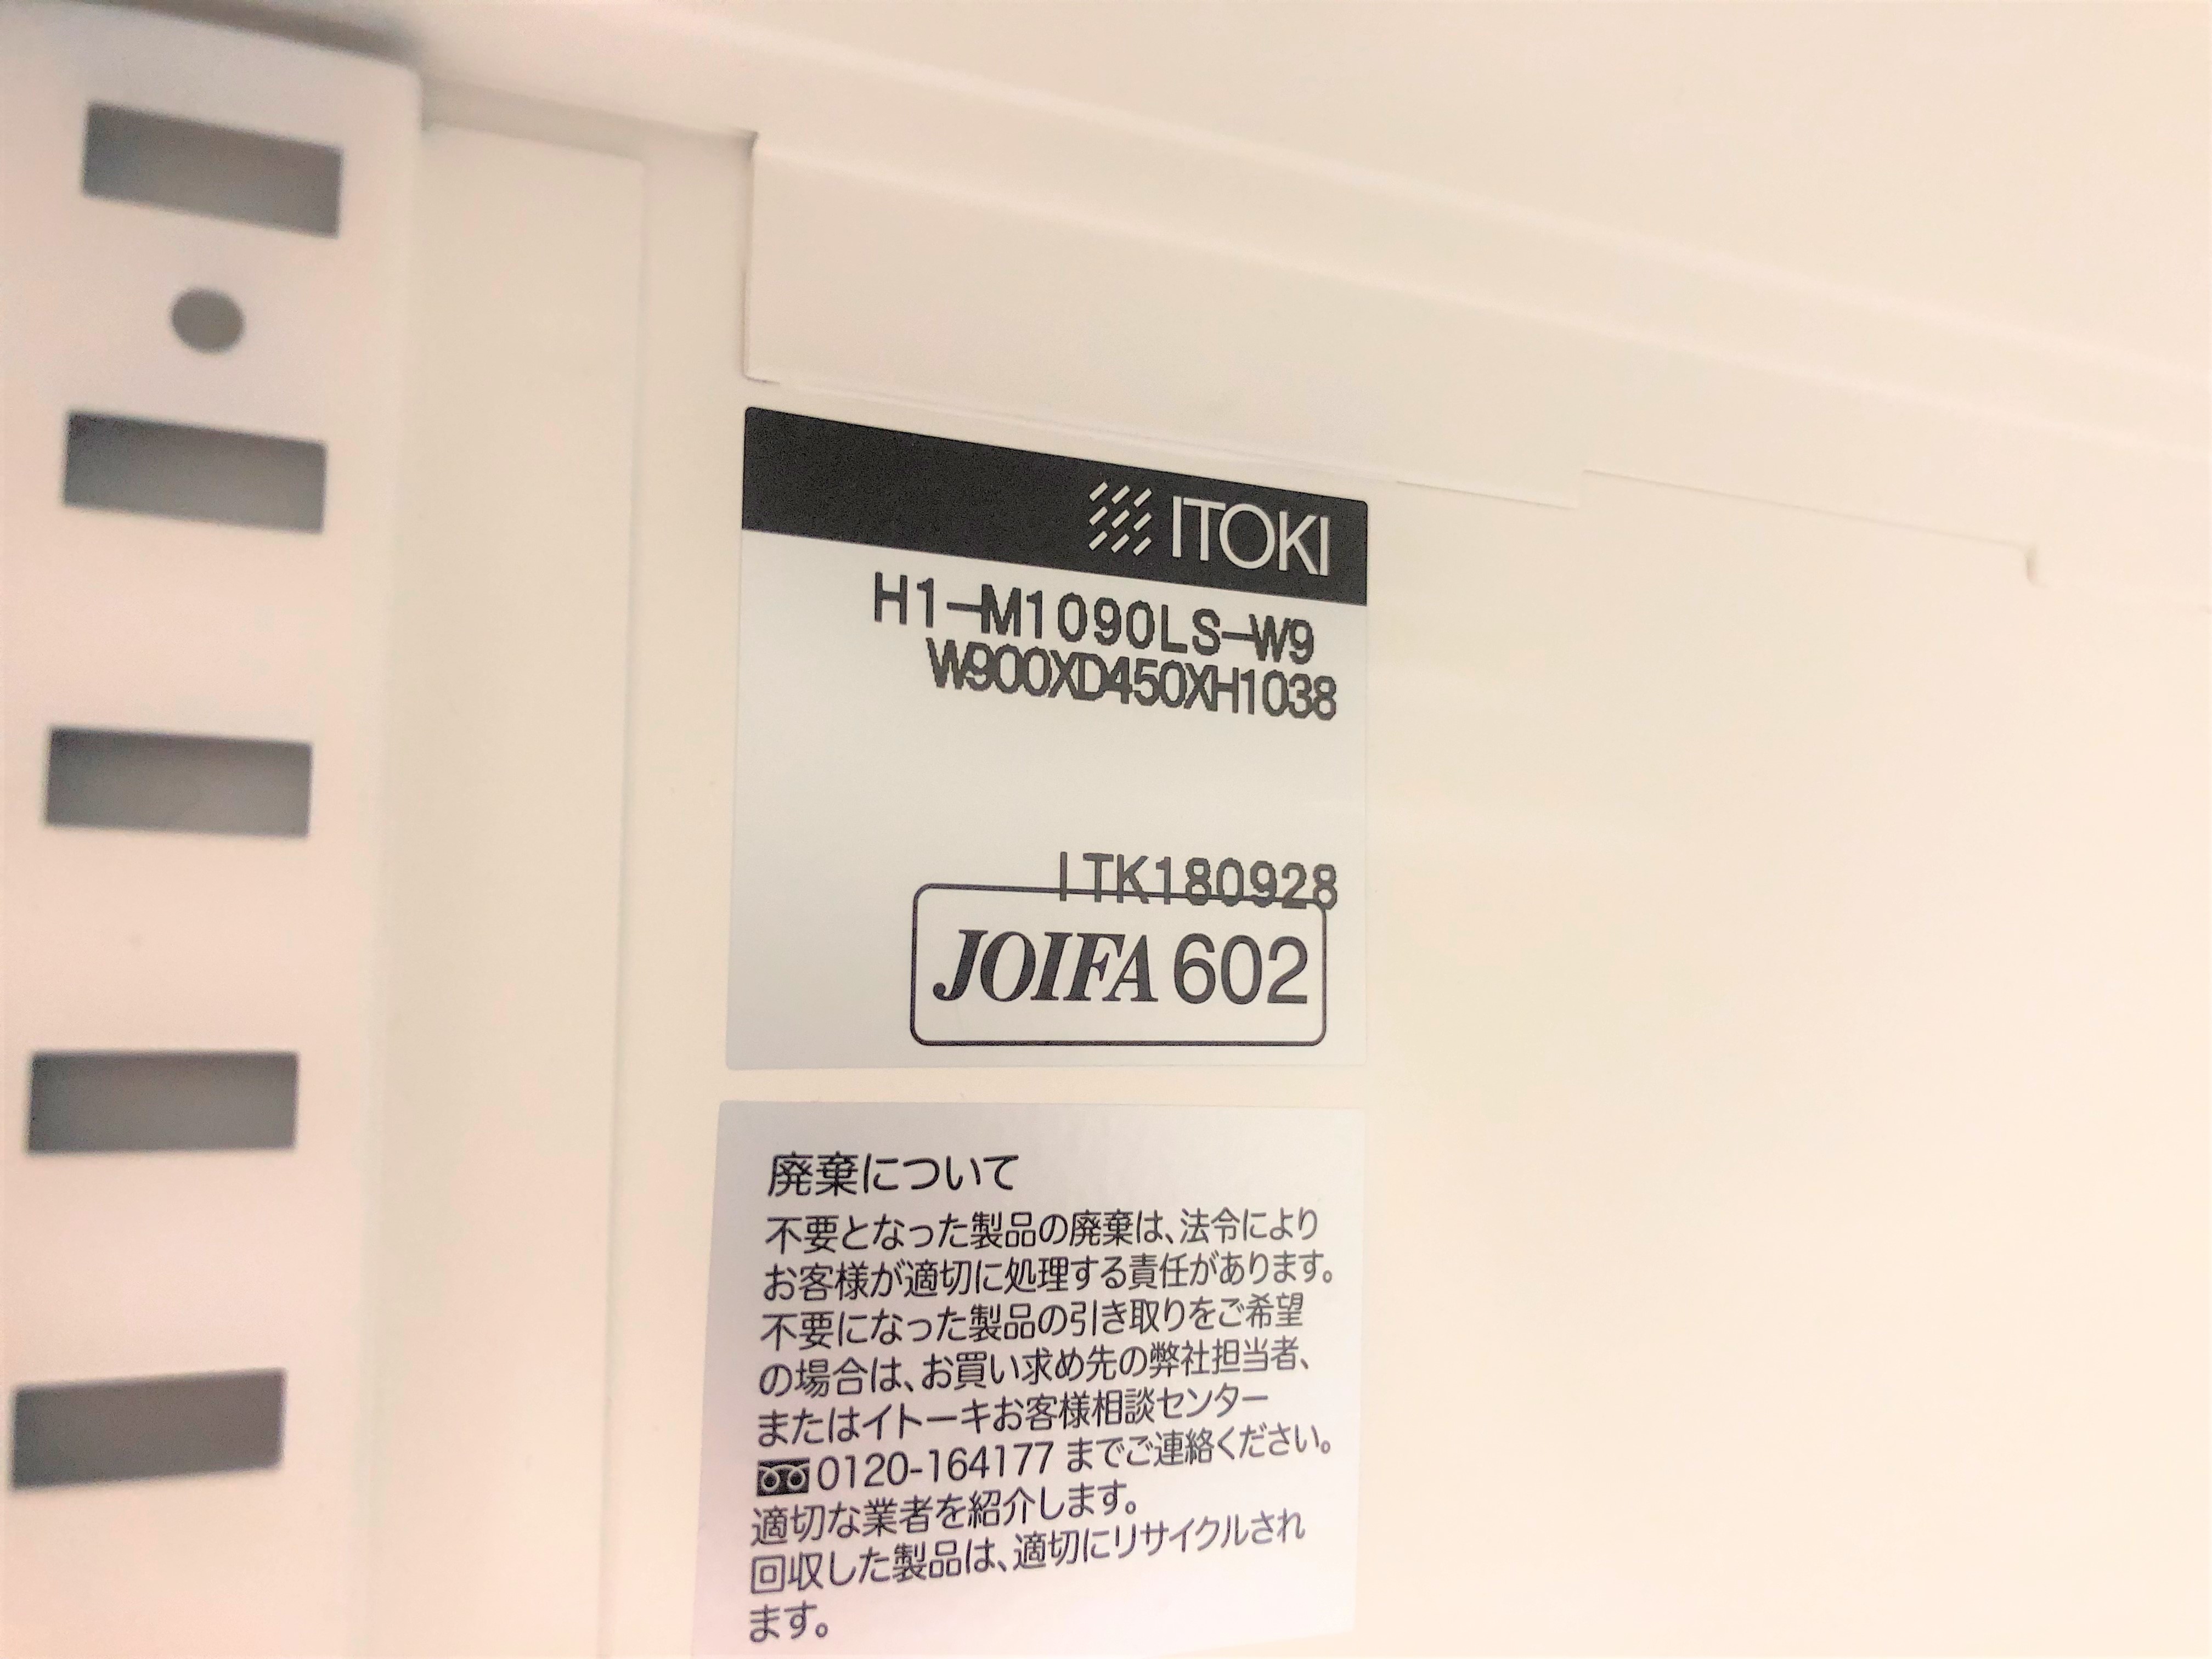 ITOKI
H1-M1090LS-W9
W900XD450XH1038
ITK180928
JOIFA 602
廃棄について
不要となった製品の廃棄は、法令により
お客様が適切に処理する責任があります。
不要になった製品の引き取りをご希望
の場合は、お買い求め先の弊社担当者、
またはイトーキお客様相談センター
0120-164177 までご連絡ください。
適切な業者を紹介します。
回収した製品は、適切にリサイクルされ
ます。